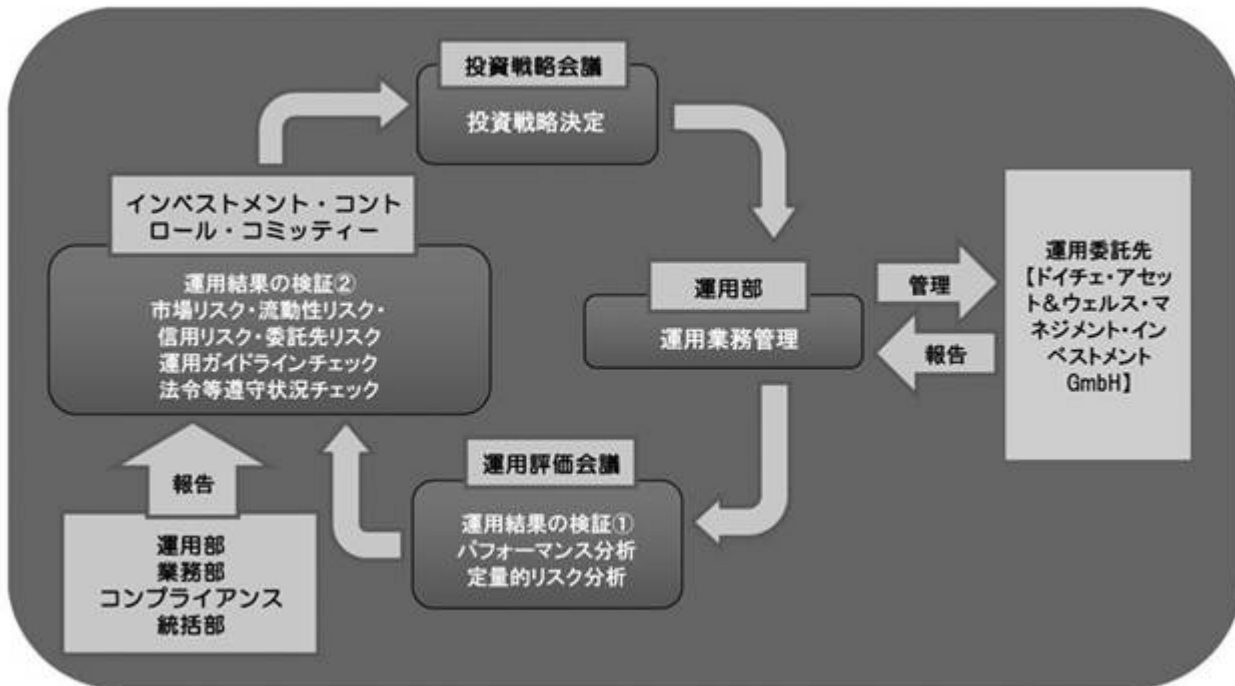 投資戦略会議
投資戦略決定
インベストメント・コント
ロール・コミッティー
運用結果の検証②
市場リスク・流動性リスク・
信用リスク・委託先リスク
運用ガイドラインチェック
法令等遵守状況チェック
運用部
運用業務管理
管理
報告
運用委託先
【ドイチェ・アセッ
ト&ウェルス・マ
ネジメント・イン
ベストメント
GmbH】
運用評価会議
運用結果の検証①
パフォーマンス分析
定量的リスク分析
報告
運用部
業務部
コンプライアンス
統括部